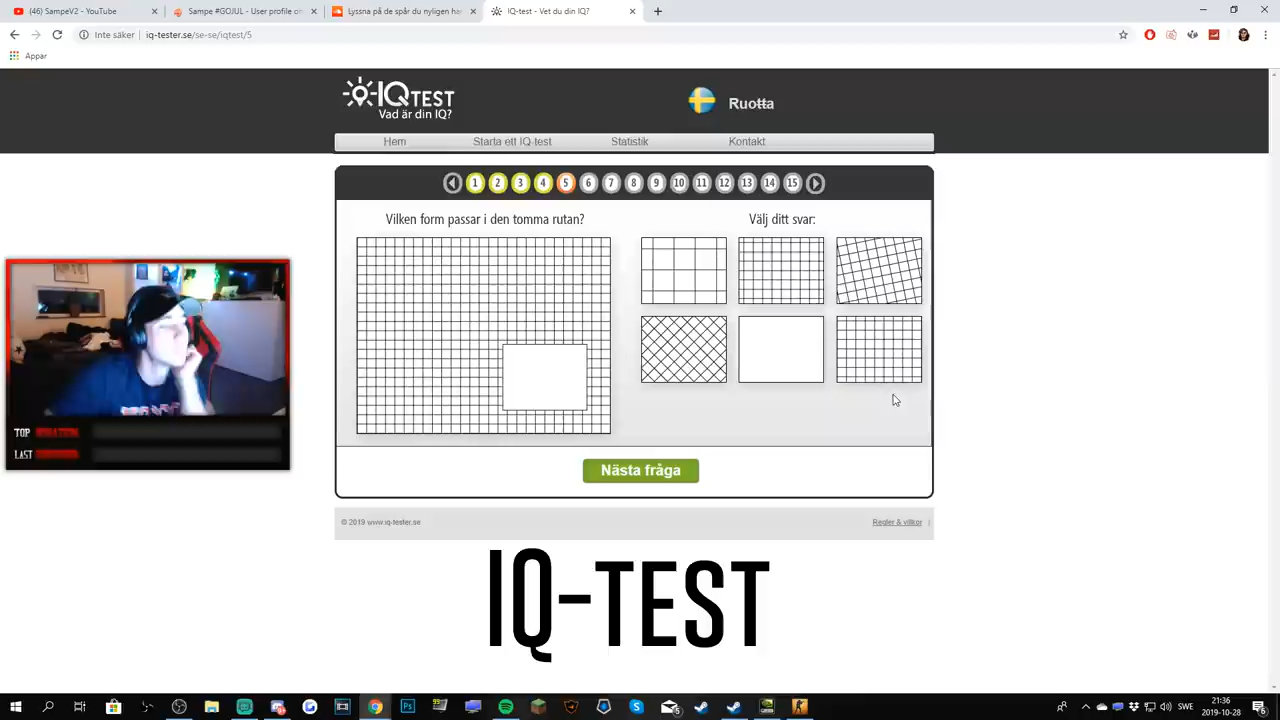 (46) SampeV2 - YouTube
Sampe #GOJUL - User profile on
Lyssna på de spår du nyligen har
IQ-test - Vet du din IQ?
Inte säker
iq-tester.se/se-se/iqtest/5
Appar
IQTEST
Vad är din IQ?
Ruotta
Hem
Starta ett IQ-test
Statistik
Kontakt
1 2 3 4 5 6 7 8 9 10 11 12 13 14 15
Vilken form passar i den tomma rutan?
Välj ditt svar:
TOP
LAST
Nästa fråga
© 2019 www.iq-tester.se
Regler & villkor
IQ-TEST
SWE
21:36
2019-10-28